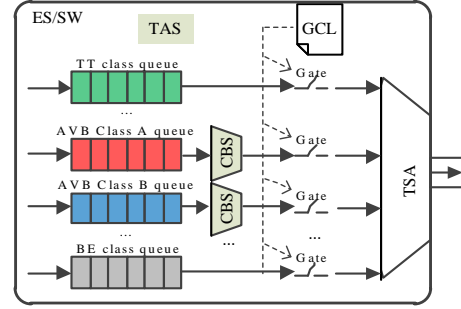 ES/SW
TAS
GCL
TT class queue
Gate
...
AVB Class A queue
CBS
Gate
AVB Class B queue
CBS
Gate
TSA
...
...
...
BE class queue
Gate